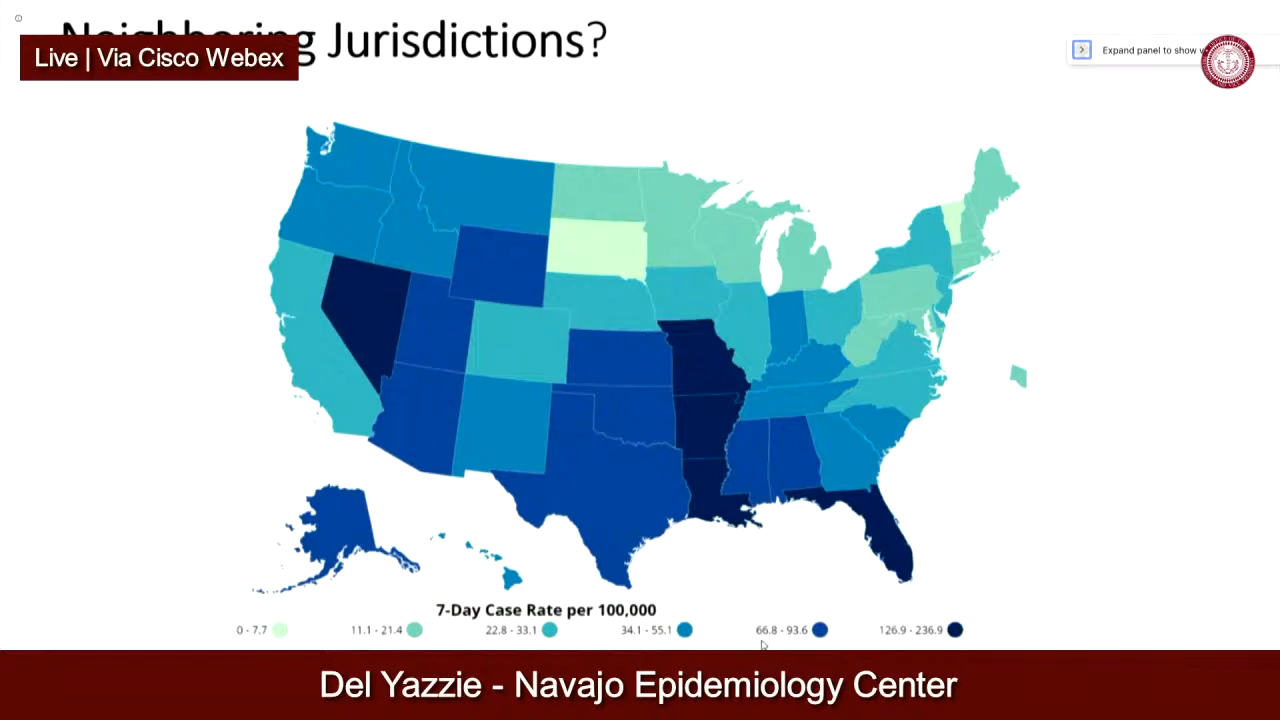 Neighboring Jurisdictions?
Live | Via Cisco Webex
Expand panel to show
7-Day Case Rate per 100,000
0 - 7.7
11.1 - 21.4
22.8 - 33.1
34.1 - 55.1
66.8 - 93.6
126.9 - 236.9
Del Yazzie - Navajo Epidemiology Center